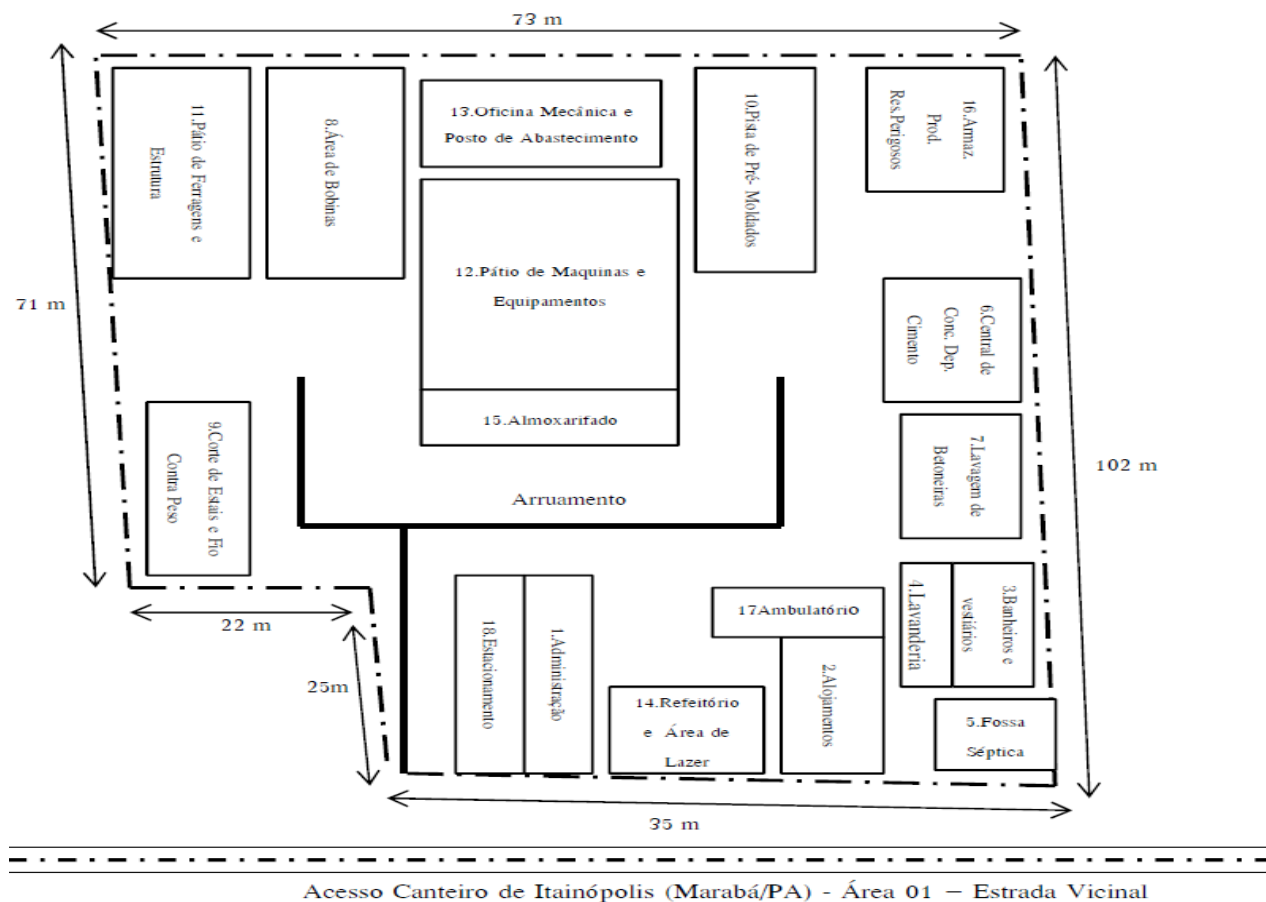 73 m
11.Pátio de Ferragens e
Estrutura
8.Área de Bobinas
13.Oficina Mecânica e
Posto de Abastecimento
10.Pista de Pré- Moldados
16.Armaz.
Prod.
Res.Perigosos
71 m
12.Pátio de Maquinas e
Equipamentos
6.Central de
Conc. Dep.
Cimento
15.Almoxarifado
9.Corte de Estais e Fio
Contra Peso
7.Lavagem de
Betoneiras
102 m
Arruamento
22 m
25m
18.Estacionamento
1.Administração
17Ambulatório
2.Alojamentos
4.Lavanderia
3.Banheiros e
vestiários
14.Refeitório
e Área de
Lazer
5.Fossa
Séptica
35 m
Acesso Canteiro de Itainópolis (Marabá/PA) - Área 01 – Estrada Vicinal